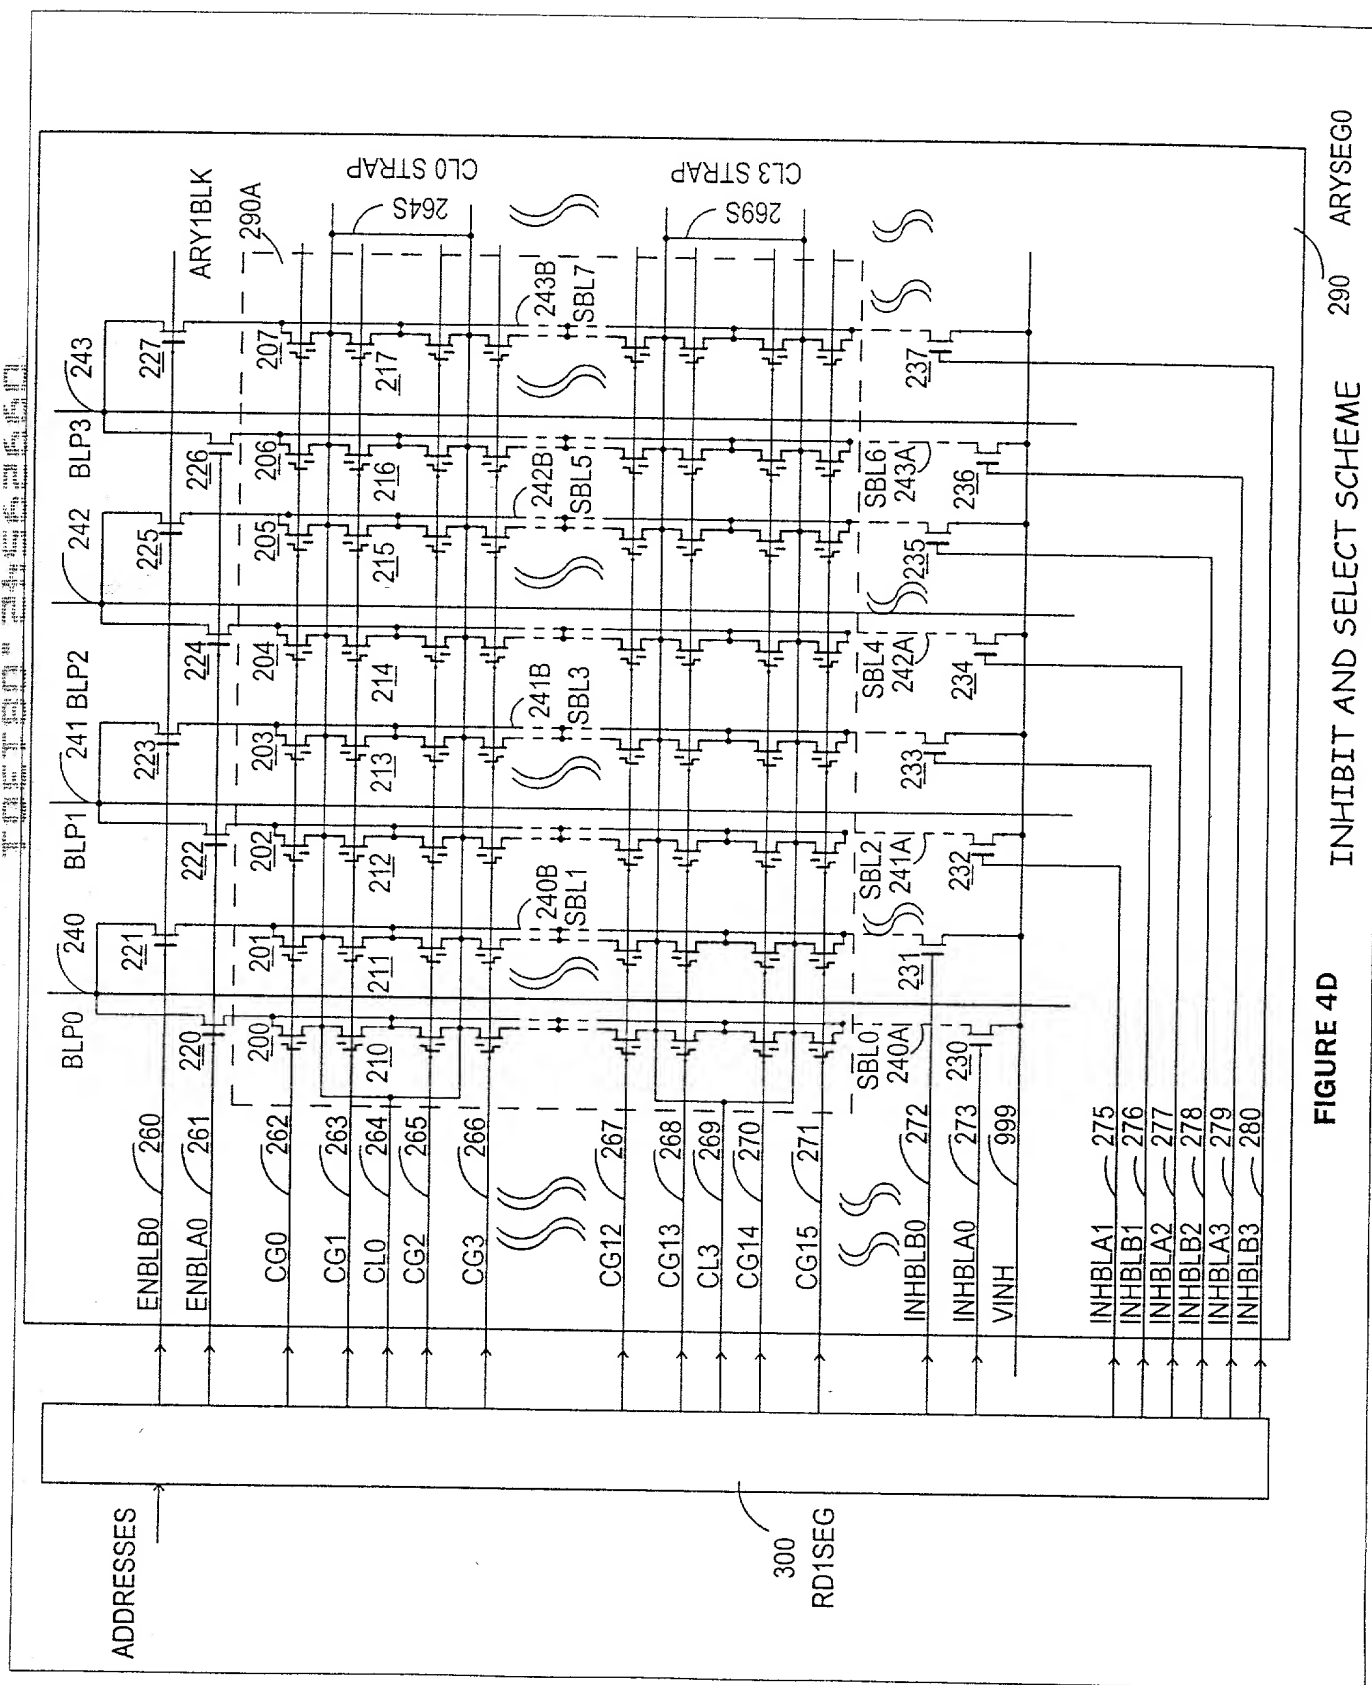 ADDRESSES
300
RD1SEG
BLP0
240
BLP1
241
BLP2
242
BLP3
243
221
223
225
227
ARY1BLK
220
222
224
226
290A
200
201
202
203
204
205
206
207
210
211
212
213
214
215
216
217
CL0 STRAP
264S
240B
SBL1
241B
SBL3
242B
SBL5
243B
SBL7
CL3 STRAP
269S
SBL0
240A
SBL2
241A
SBL4
242A
SBL6
243A
231
233
235
237
230
232
234
236
ENBLB0 260
ENBLA0 261
CG0 262
CG1 263
CL0 264
CG2 265
CG3 266
CG12 267
CG13 268
CL3 269
CG14 270
CG15 271
INHBLB0 272
INHBLA0 273
VINH 999
INHBLA1 275
INHBLB1 276
INHBLA2 277
INHBLB2 278
INHBLA3 279
INHBLB3 280
290 ARYSEG0
INHIBIT AND SELECT SCHEME
FIGURE 4D